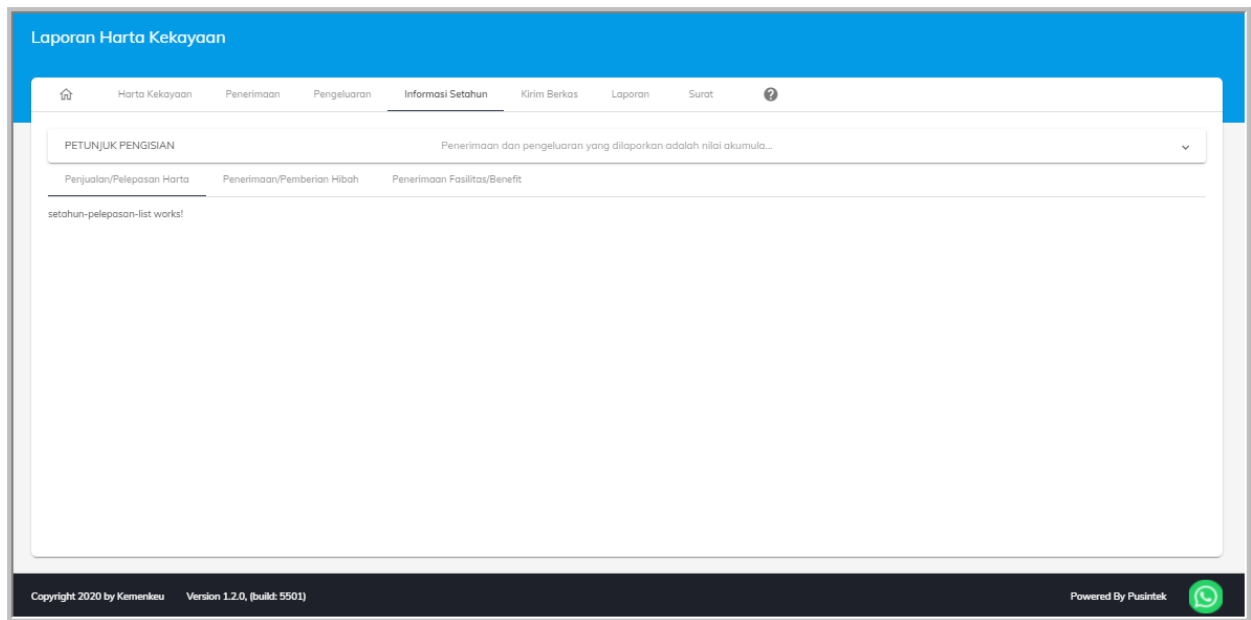 Laporan Harta Kekayaan
Harta Kekayaan Penerimaan Pengeluaran Informasi Setahun Kirim Berkas Laporan Surat ?
PETUNJUK PENGISIAN Penerimaan dan pengeluaran yang dilaporkan adalah nilai akumula...
Penjualan/Pelepasan Harta Penerimaan/Pemberian Hibah Penerimaan Fasilitas/Benefit
setahun-pelepasan-list works!
Copyright 2020 by Kemenkeu Version 1.2.0, (build: 5501) Powered By Pusintek